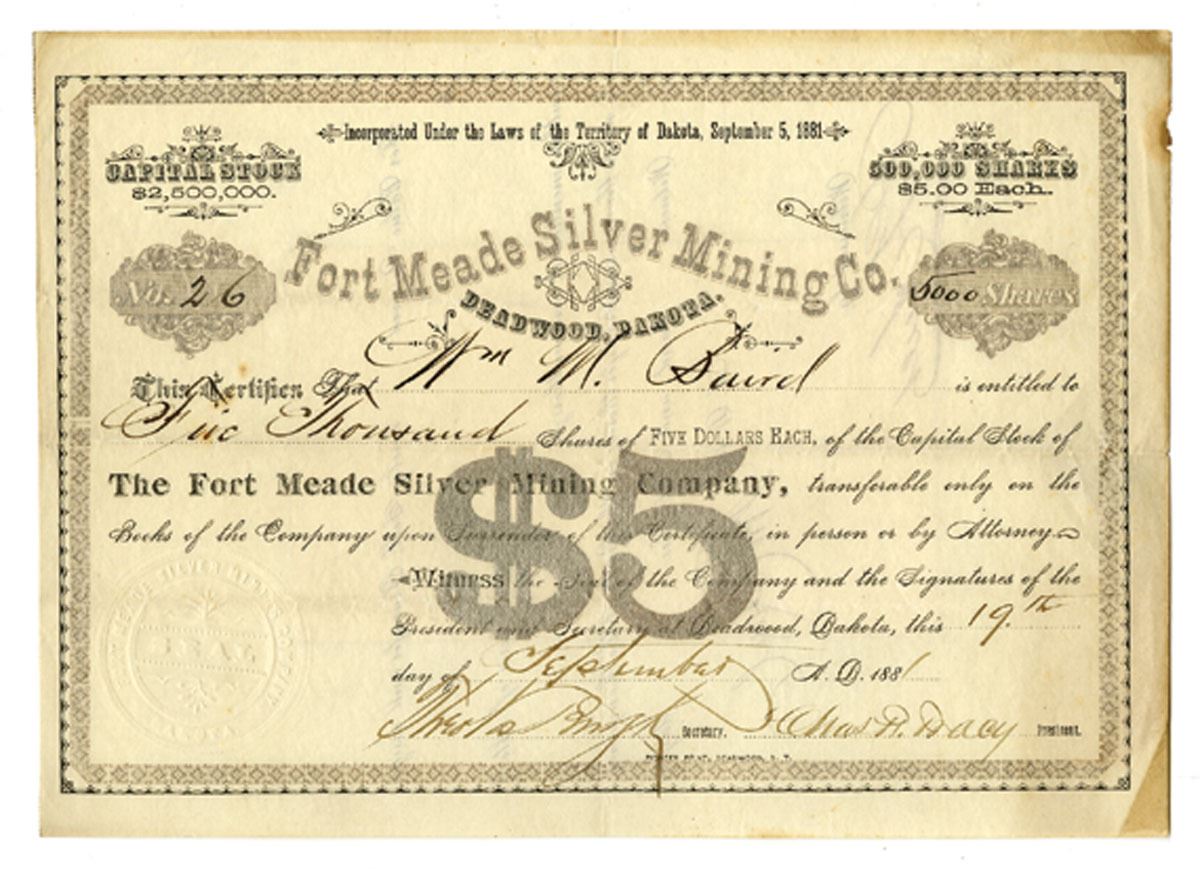 Incorporated Under the Laws of the Territory of Dakota, September 5, 1881
CAPITAL STOCK
$2,500,000.
500,000 SHARES
$5.00 Each.
Fort Meade Silver Mining Co.
DEADWOOD, DAKOTA.
No. 26
5000 Shares
This Certifies That Wm M. Baird is entitled to
Five Thousand Shares of FIVE DOLLARS EACH, of the Capital Stock of
The Fort Meade Silver Mining Company, transferable only on the
Books of the Company upon Surrender of this Certificate, in person or by Attorney.
$5
Witness the Seal of the Company and the Signatures of the
President and Secretary at Deadwood, Dakota, this 19th
day of September A.D. 1881
Secretary. Chas R. Dacy President.
SEAL